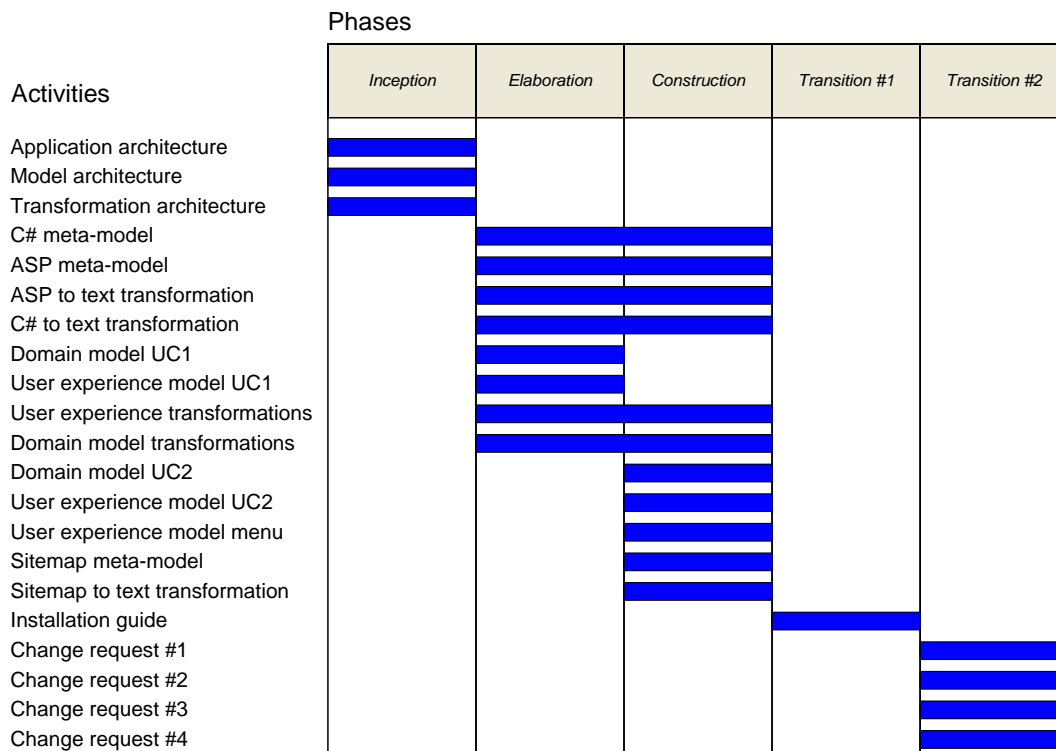 Phases
Activities
Inception Elaboration Construction Transition #1 Transition #2
Application architecture
Model architecture
Transformation architecture
C# meta-model
ASP meta-model
ASP to text transformation
C# to text transformation
Domain model UC1
User experience model UC1
User experience transformations
Domain model transformations
Domain model UC2
User experience model UC2
User experience model menu
Sitemap meta-model
Sitemap to text transformation
Installation guide
Change request #1
Change request #2
Change request #3
Change request #4